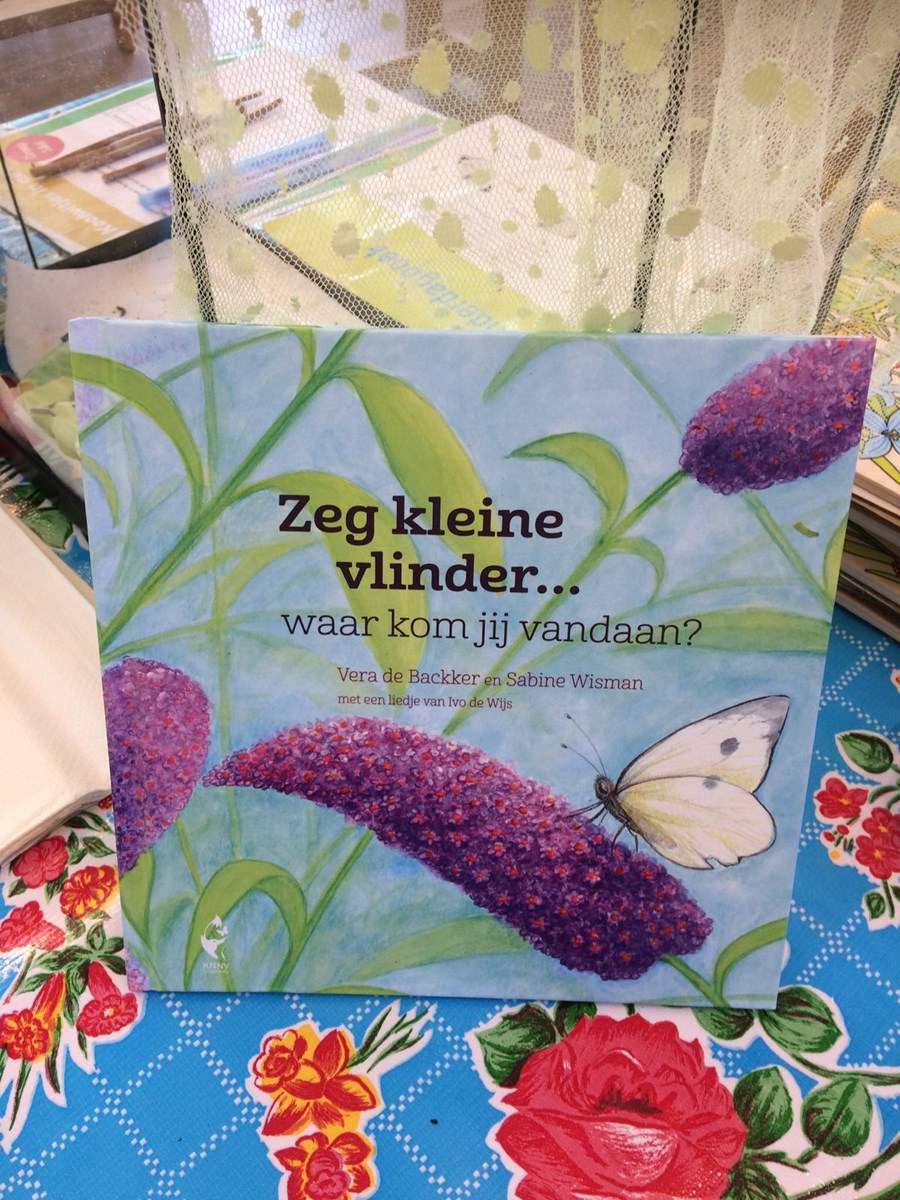 Zeg kleine
vlinder...
waar kom jij vandaan?
Vera de Backker en Sabine Wisman
met een liedje van Ivo de Wijs
KNNV